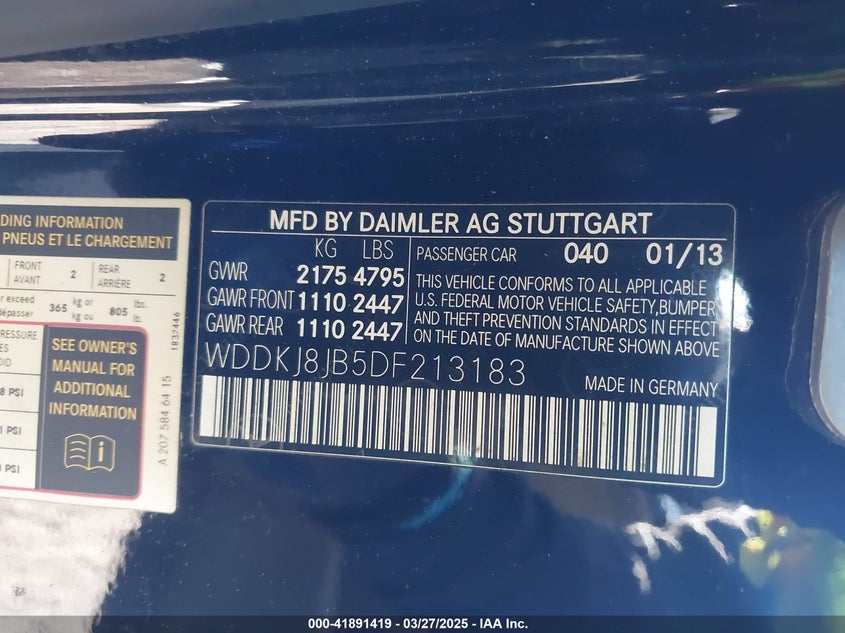 DING INFORMATION
PNEUS ET LE CHARGEMENT
FRONT
AVANT
2
REAR
ARRIÈRE
2
er exceed
dépasser
365
kg or
kg ou
805
lbs.
lb.
SEE OWNER'S
MANUAL FOR
ADDITIONAL
INFORMATION
8 PSI
1 PSI
PSI
A 207 584 64 15
1837446
MFD BY DAIMLER AG STUTTGART
KG LBS
GVWR 2175 4795
GAWR FRONT 1110 2447
GAWR REAR 1110 2447
PASSENGER CAR 040 01/13
THIS VEHICLE CONFORMS TO ALL APPLICABLE
U.S. FEDERAL MOTOR VEHICLE SAFETY, BUMPER,
AND THEFT PREVENTION STANDARDS IN EFFECT
ON THE DATE OF MANUFACTURE SHOWN ABOVE
WDDKJ8JB5DF213183
MADE IN GERMANY
000-41891419 - 03/27/2025 - IAA Inc.